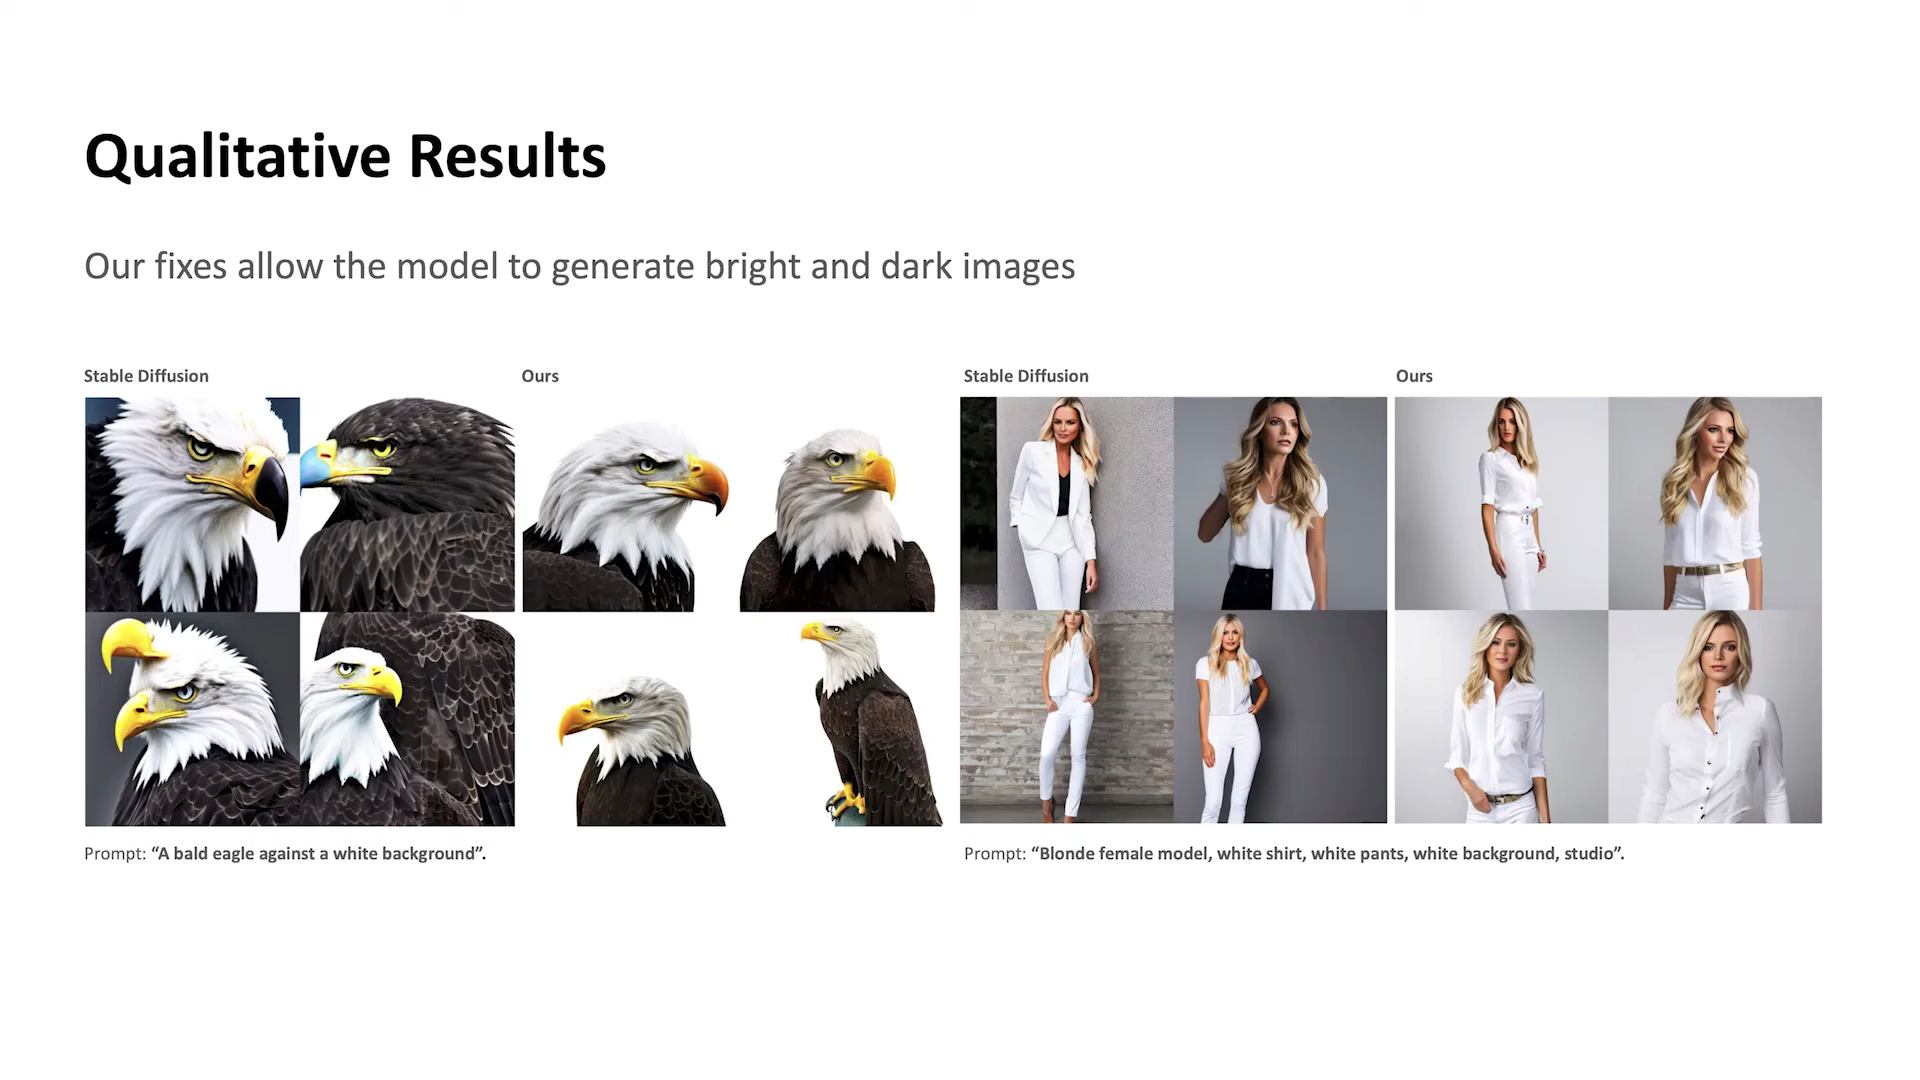 Qualitative Results
Our fixes allow the model to generate bright and dark images
Stable Diffusion
Ours
Stable Diffusion
Ours
Prompt: “A bald eagle against a white background”.
Prompt: “Blonde female model, white shirt, white pants, white background, studio”.